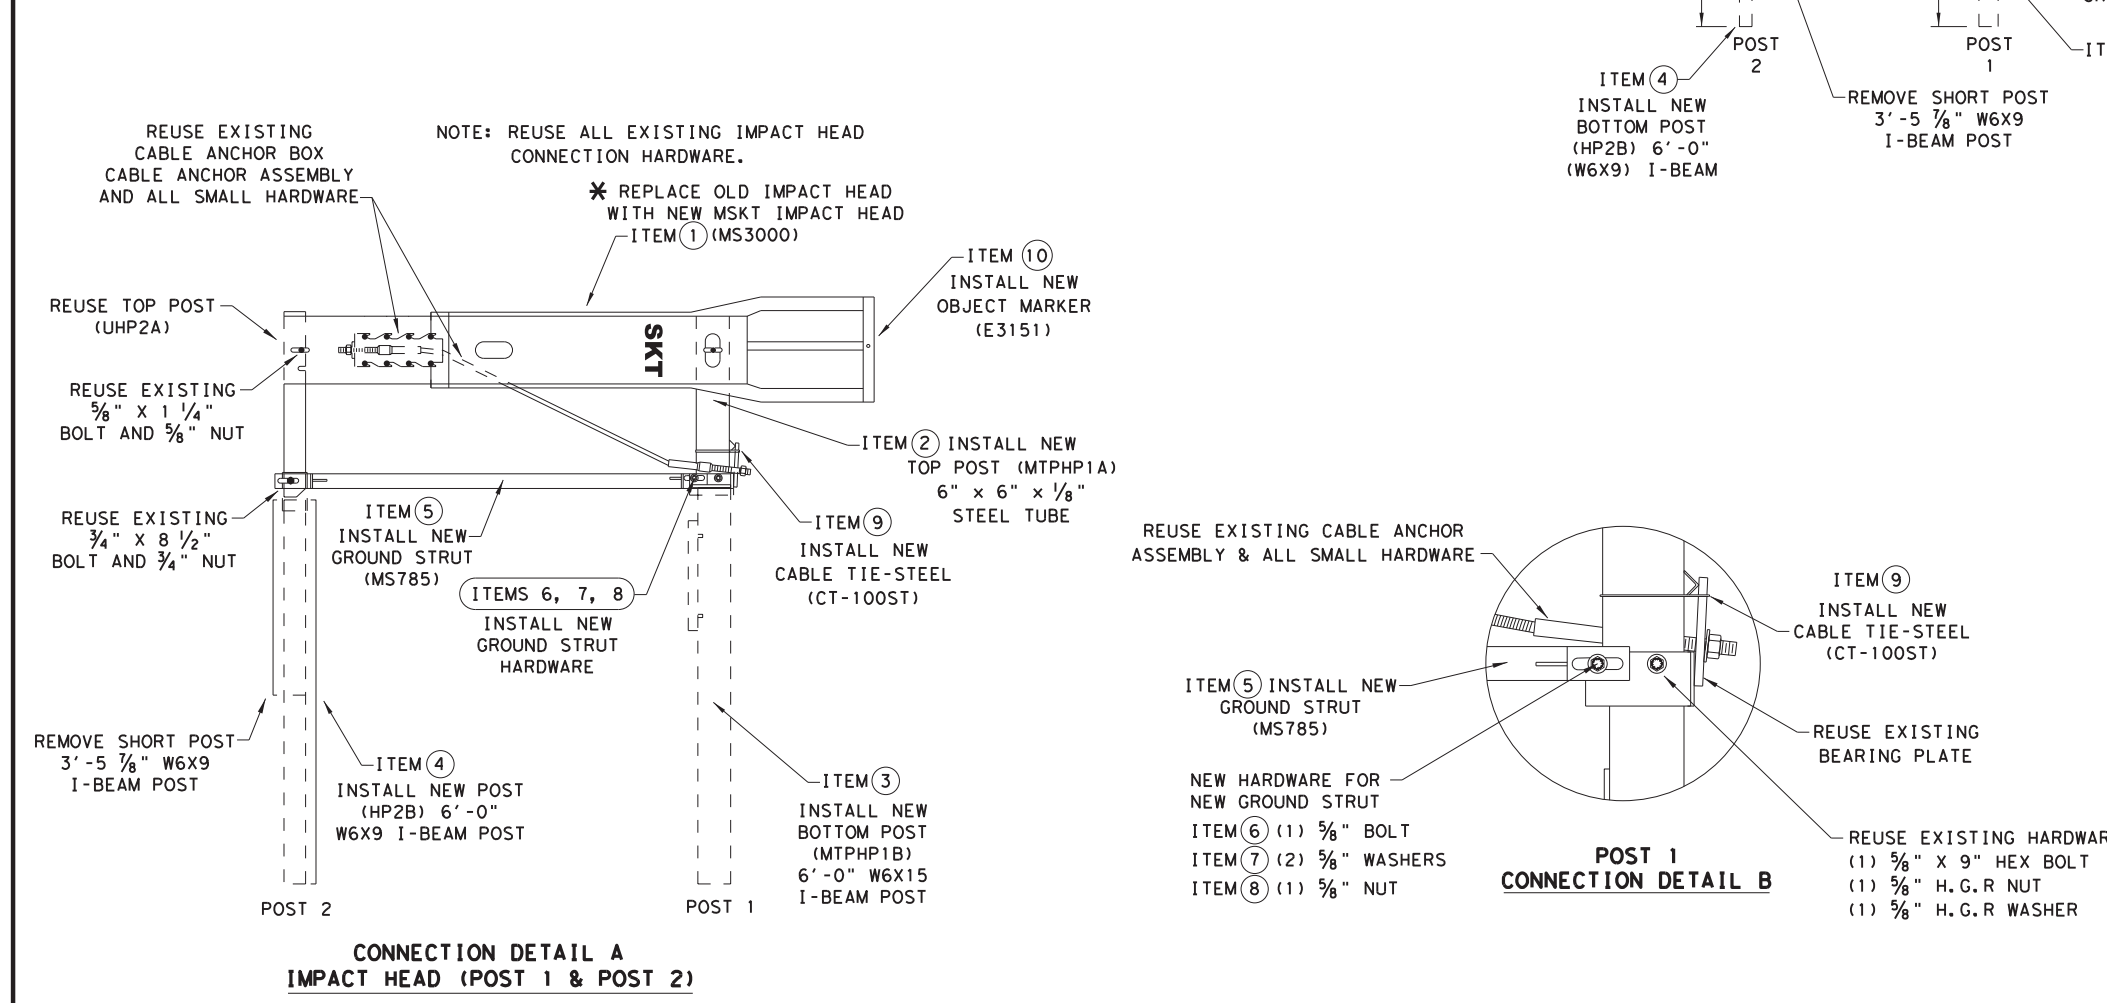 POST
2
POST
1
ITEM 4
INSTALL NEW
BOTTOM POST
(HP2B) 6'-0"
(W6X9) I-BEAM
REMOVE SHORT POST
3'-5 7/8" W6X9
I-BEAM POST
REUSE EXISTING
CABLE ANCHOR BOX
CABLE ANCHOR ASSEMBLY
AND ALL SMALL HARDWARE
NOTE: REUSE ALL EXISTING IMPACT HEAD
CONNECTION HARDWARE.
* REPLACE OLD IMPACT HEAD
WITH NEW MSKT IMPACT HEAD
ITEM 1 (MS3000)
ITEM 10
INSTALL NEW
OBJECT MARKER
(E3151)
REUSE TOP POST
(UHP2A)
SKT
REUSE EXISTING
5/8" X 1 1/4"
BOLT AND 5/8" NUT
ITEM 2 INSTALL NEW
TOP POST (MTPHP1A)
6" x 6" x 1/8"
STEEL TUBE
REUSE EXISTING
3/4" X 8 1/2"
BOLT AND 3/4" NUT
ITEM 5
INSTALL NEW
GROUND STRUT
(MS785)
ITEM 9
INSTALL NEW
CABLE TIE-STEEL
(CT-100ST)
ITEMS 6, 7, 8
INSTALL NEW
GROUND STRUT
HARDWARE
REMOVE SHORT POST
3'-5 7/8" W6X9
I-BEAM POST
ITEM 4
INSTALL NEW POST
(HP2B) 6'-0"
W6X9 I-BEAM POST
ITEM 3
INSTALL NEW
BOTTOM POST
(MTPHP1B)
6'-0" W6X15
I-BEAM POST
POST 2
POST 1
CONNECTION DETAIL A
IMPACT HEAD (POST 1 & POST 2)
REUSE EXISTING CABLE ANCHOR
ASSEMBLY & ALL SMALL HARDWARE
ITEM 9
INSTALL NEW
CABLE TIE-STEEL
(CT-100ST)
ITEM 5 INSTALL NEW
GROUND STRUT
(MS785)
REUSE EXISTING
BEARING PLATE
NEW HARDWARE FOR
NEW GROUND STRUT
ITEM 6 (1) 5/8" BOLT
ITEM 7 (2) 5/8" WASHERS
ITEM 8 (1) 5/8" NUT
POST 1
CONNECTION DETAIL B
REUSE EXISTING
(1) 5/8" X 9" HEX BOLT
(1) 5/8" H.G.R NUT
(1) 5/8" H.G.R WASHER